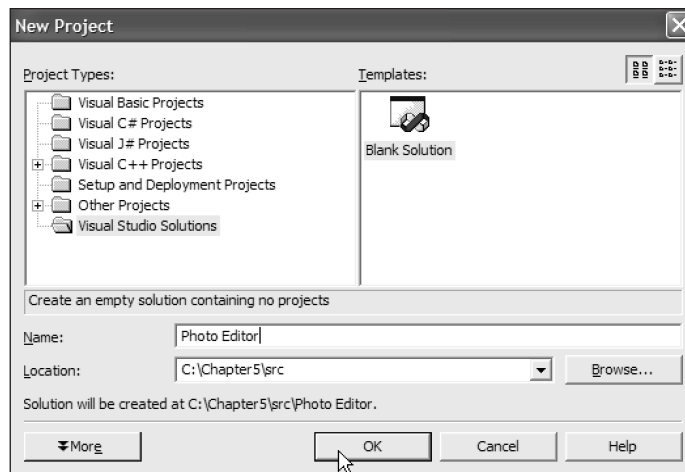 New Project
Project Types:
Templates:
Visual Basic Projects
Visual C# Projects
Visual J# Projects
Visual C++ Projects
Setup and Deployment Projects
Other Projects
Visual Studio Solutions
Blank Solution
Create an empty solution containing no projects
Name:
Photo Editor
Location:
C:\Chapter5\src
Browse...
Solution will be created at C:\Chapter5\src\Photo Editor.
More
OK
Cancel
Help